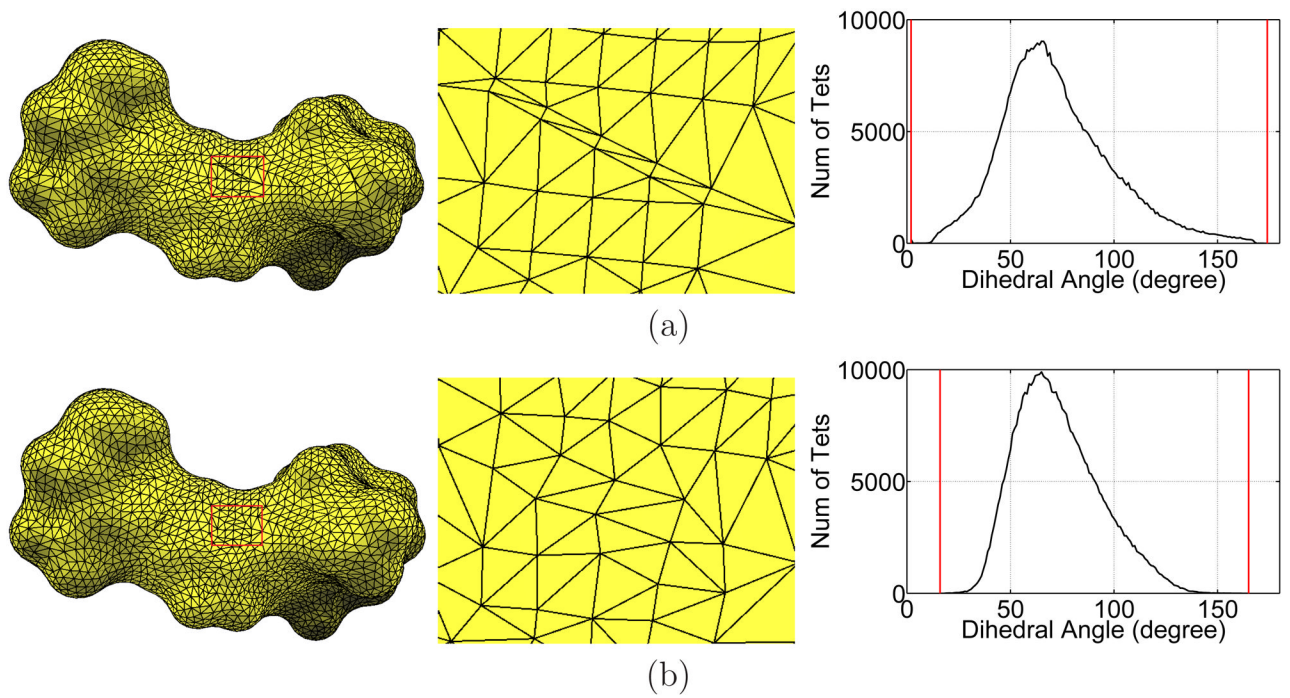 10000
5000
0
Num of Tets
0 50 100 150
Dihedral Angle (degree)
(a)
10000
5000
0
Num of Tets
0 50 100 150
Dihedral Angle (degree)
(b)